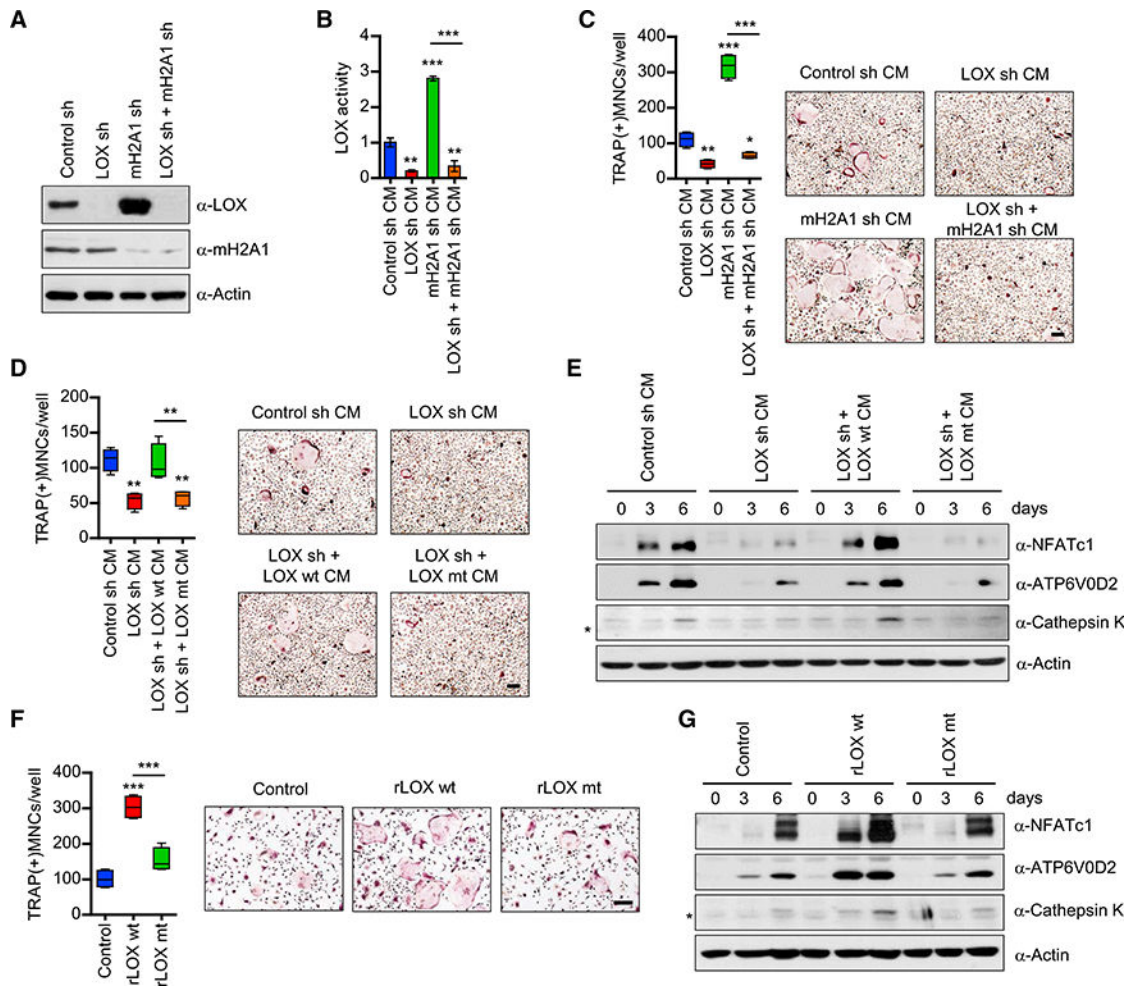 A
Control sh
LOX sh
mH2A1 sh
LOX sh + mH2A1 sh
α-LOX
α-mH2A1
α-Actin
B
LOX activity
4
3
2
1
0
***
***
**
**
Control sh CM
LOX sh CM
mH2A1 sh CM
LOX sh + mH2A1 sh CM
C
TRAP(+)MNCs/well
400
300
200
100
0
***
***
**
*
Control sh CM
LOX sh CM
mH2A1 sh CM
LOX sh + mH2A1 sh CM
Control sh CM
LOX sh CM
mH2A1 sh CM
LOX sh +
mH2A1 sh CM
D
TRAP(+)MNCs/well
200
150
100
50
0
**
**
**
Control sh CM
LOX sh CM
LOX sh + LOX wt CM
LOX sh + LOX mt CM
Control sh CM
LOX sh CM
LOX sh +
LOX wt CM
LOX sh +
LOX mt CM
E
Control sh CM
LOX sh CM
LOX sh +
LOX wt CM
LOX sh +
LOX mt CM
0 3 6 0 3 6 0 3 6 0 3 6 days
α-NFATc1
α-ATP6V0D2
α-Cathepsin K
*
α-Actin
F
TRAP(+)MNCs/well
400
300
200
100
0
***
***
Control
rLOX wt
rLOX mt
Control
rLOX wt
rLOX mt
G
Control
rLOX wt
rLOX mt
0 3 6 0 3 6 0 3 6 days
α-NFATc1
α-ATP6V0D2
α-Cathepsin K
*
α-Actin